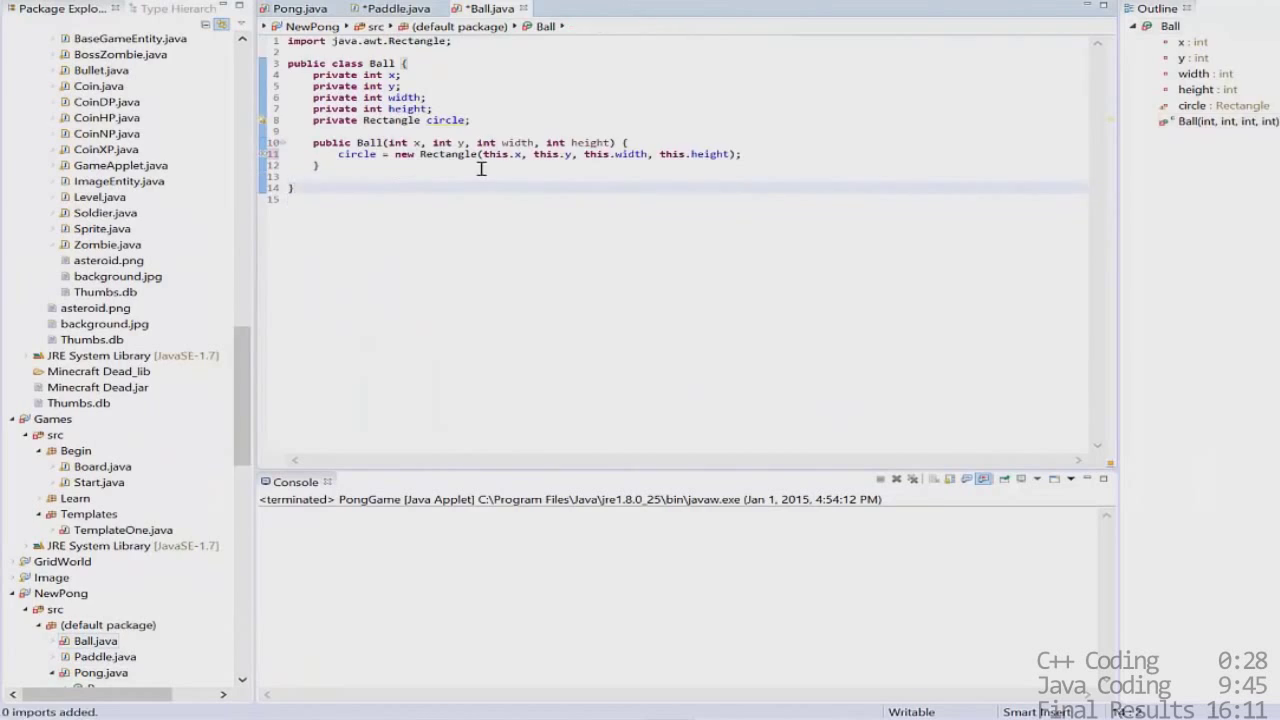 Package Explo...
Type Hierarch
BaseGameEntity.java
BossZombie.java
Bullet.java
Coin.java
CoinDP.java
CoinHP.java
CoinNP.java
CoinXP.java
GameApplet.java
ImageEntity.java
Level.java
Soldier.java
Sprite.java
Zombie.java
asteroid.png
background.jpg
Thumbs.db
asteroid.png
background.jpg
Thumbs.db
JRE System Library [JavaSE-1.7]
Minecraft Dead_lib
Minecraft Dead.jar
Thumbs.db
Games
src
Begin
Board.java
Start.java
Learn
Templates
TemplateOne.java
JRE System Library [JavaSE-1.7]
GridWorld
Image
NewPong
src
(default package)
Ball.java
Paddle.java
Pong.java
Pong.java *Paddle.java *Ball.java
NewPong src (default package) Ball
1 import java.awt.Rectangle;
2
3 public class Ball {
4 private int x;
5 private int y;
6 private int width;
7 private int height;
8 private Rectangle circle;
9
10 public Ball(int x, int y, int width, int height) {
11 circle = new Rectangle(this.x, this.y, this.width, this.height);
12 }
13
14 }
15
Console
<terminated> PongGame [Java Applet] C:\Program Files\Java\jre1.8.0_25\bin\javaw.exe (Jan 1, 2015, 4:54:12 PM)
Outline
Ball
x : int
y : int
width : int
height : int
circle : Rectangle
Ball(int, int, int, int)
C++ Coding 0:28
Java Coding 9:45
Final Results 16:11
0 imports added.
Writable
Smart Insert